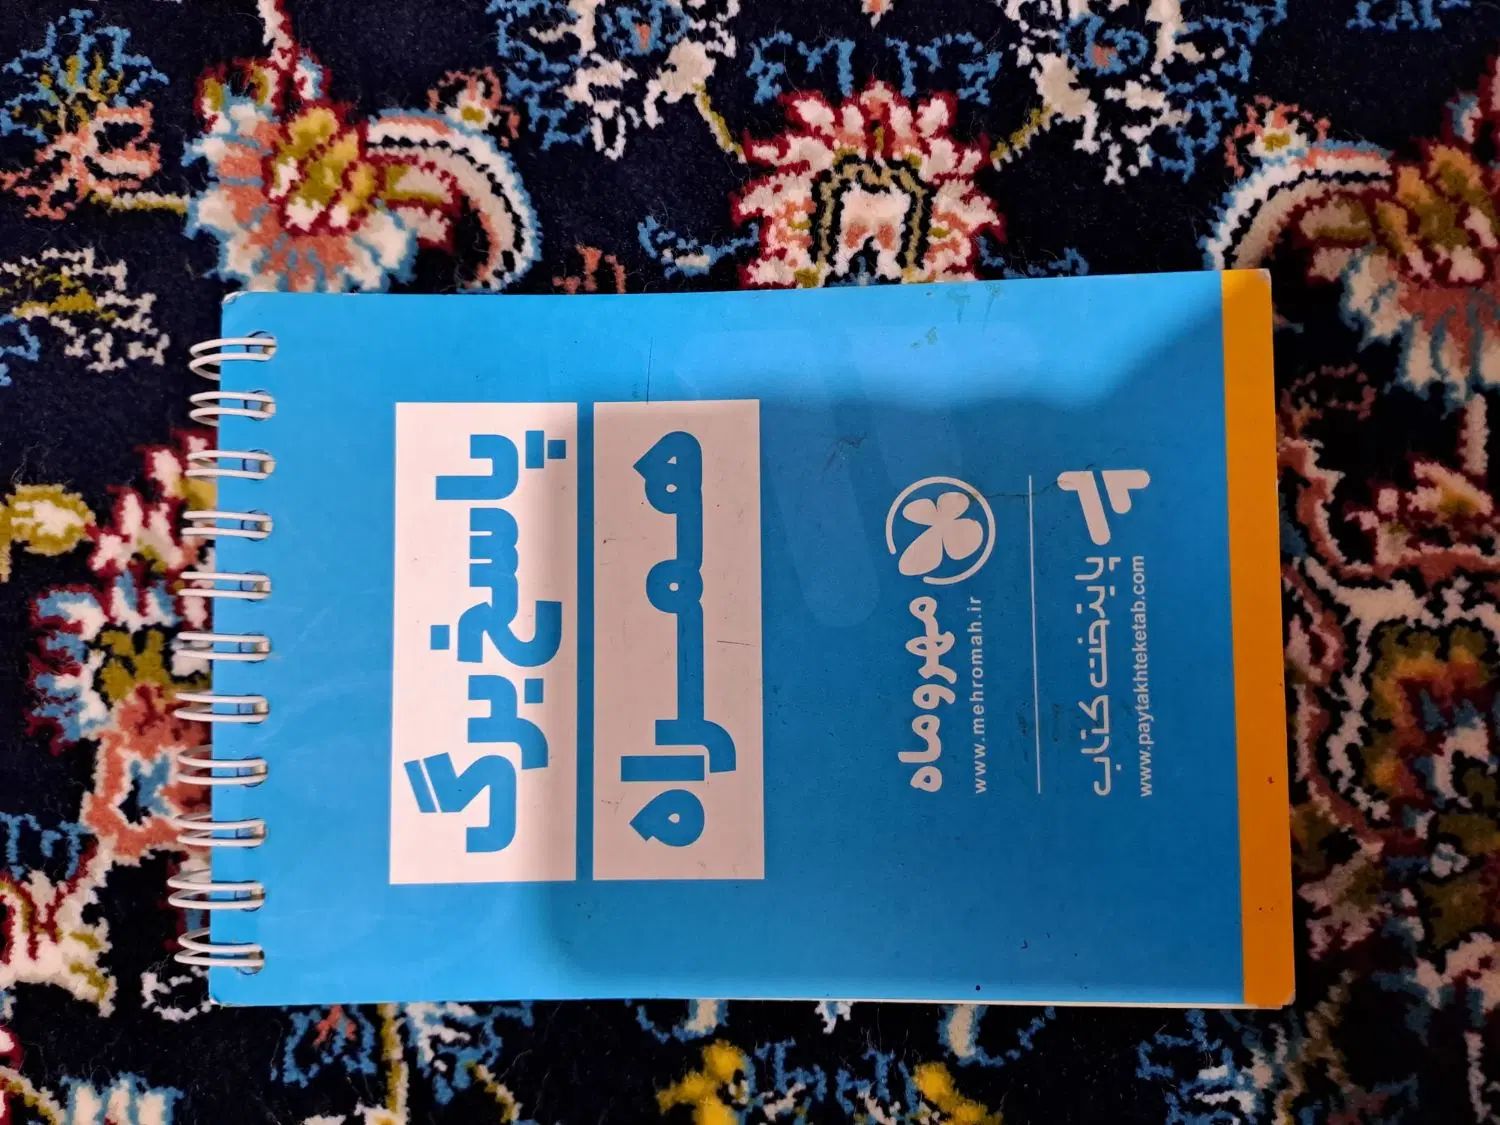 پاسخ‌برگ
همراه
مهروماه
www.mehromah.ir
پایتخت کتاب
www.paytakhteketab.com